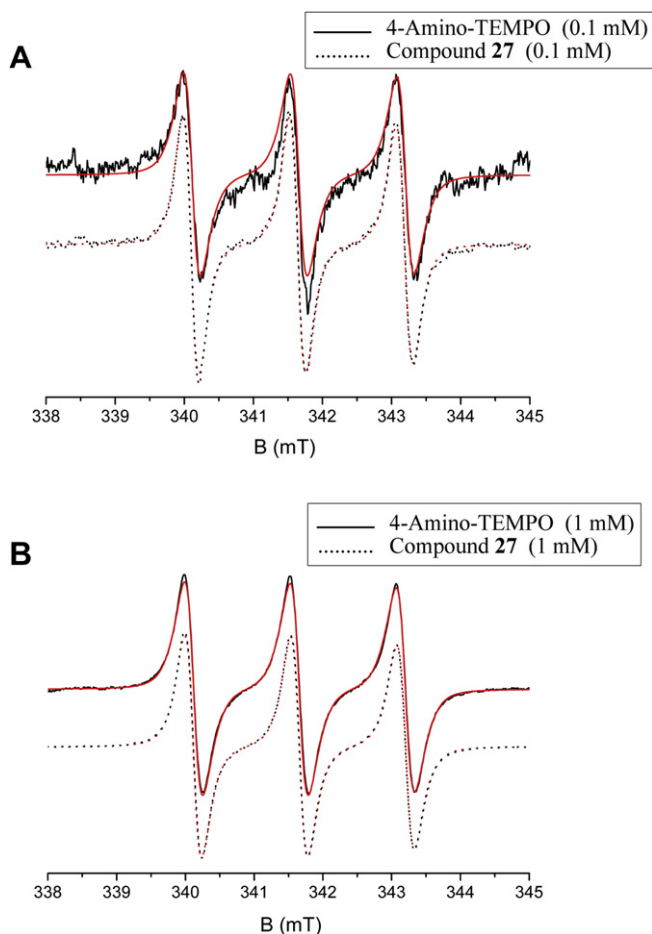 4-Amino-TEMPO (0.1 mM)
Compound 27 (0.1 mM)
A
338 339 340 341 342 343 344 345
B (mT)
4-Amino-TEMPO (1 mM)
Compound 27 (1 mM)
B
338 339 340 341 342 343 344 345
B (mT)